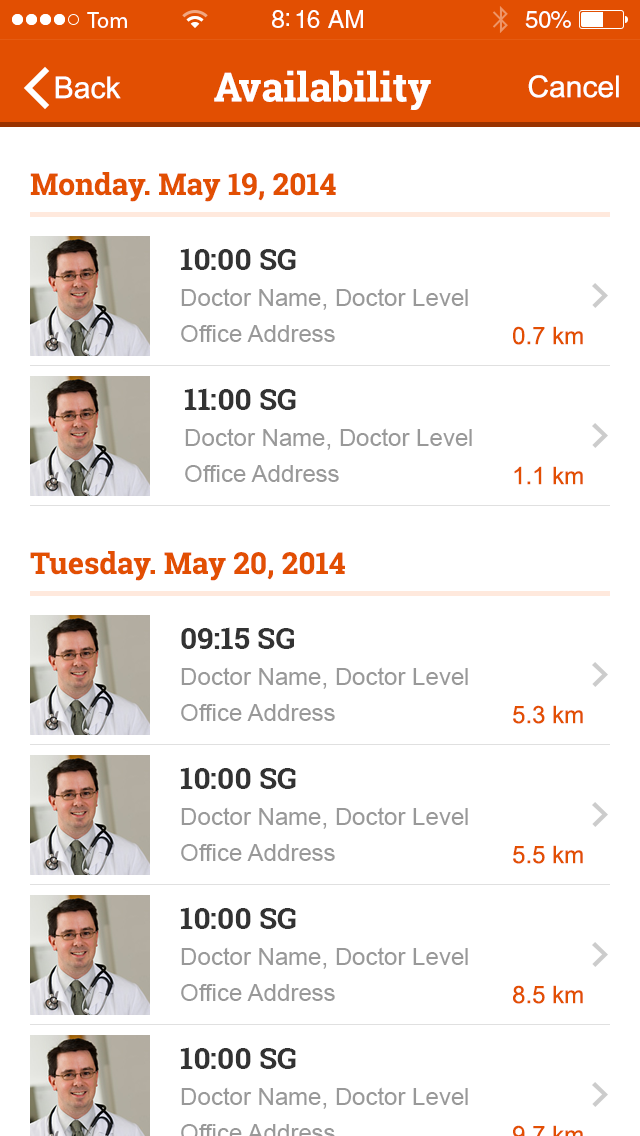 Tom 8:16 AM 50%
Back Availability Cancel
Monday. May 19, 2014
10:00 SG
Doctor Name, Doctor Level
Office Address 0.7 km
11:00 SG
Doctor Name, Doctor Level
Office Address 1.1 km
Tuesday. May 20, 2014
09:15 SG
Doctor Name, Doctor Level
Office Address 5.3 km
10:00 SG
Doctor Name, Doctor Level
Office Address 5.5 km
10:00 SG
Doctor Name, Doctor Level
Office Address 8.5 km
10:00 SG
Doctor Name, Doctor Level
Office Address 9.7 km